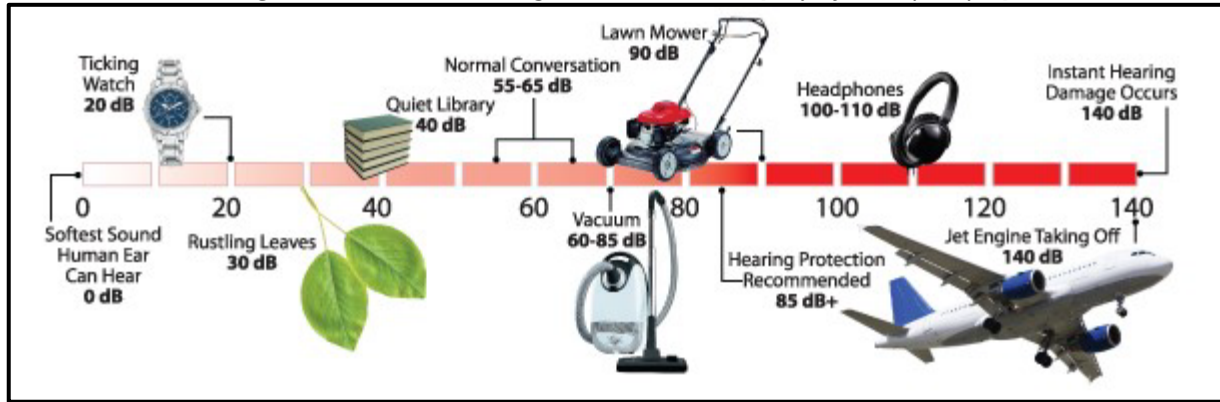 Ticking
Watch
20 dB
Quiet Library
40 dB
Normal Conversation
55-65 dB
Lawn Mower
90 dB
Headphones
100-110 dB
Instant Hearing
Damage Occurs
140 dB
0
20
40
60
80
100
120
140
Softest Sound
Human Ear
Can Hear
0 dB
Rustling Leaves
30 dB
Vacuum
60-85 dB
Hearing Protection
Recommended
85 dB+
Jet Engine Taking Off
140 dB